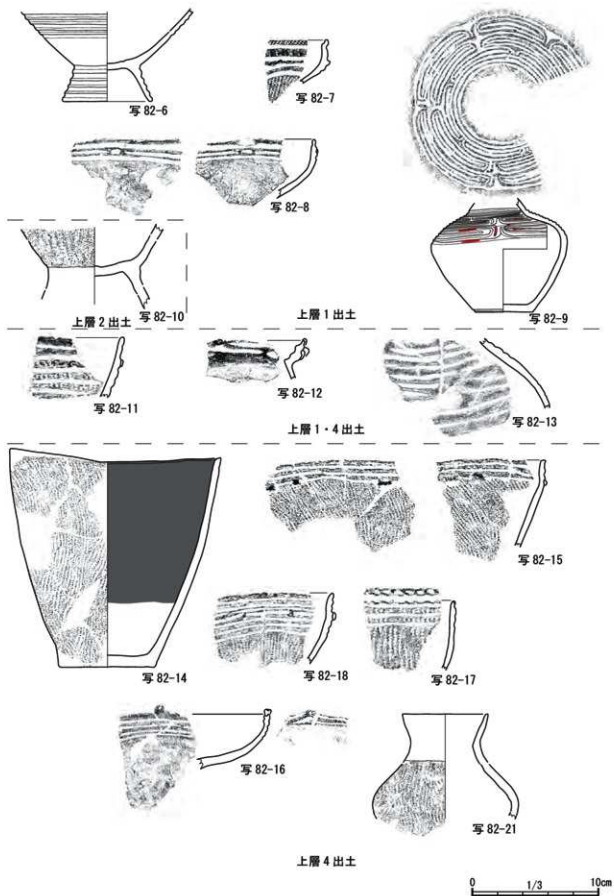 写 82-6
写 82-7
写 82-8
写 82-9
写 82-10
上層 2 出土
上層 1 出土
写 82-11
写 82-12
写 82-13
上層 1・4 出土
写 82-14
写 82-15
写 82-18
写 82-17
写 82-16
写 82-21
上層 4 出土
0 1/3 10cm